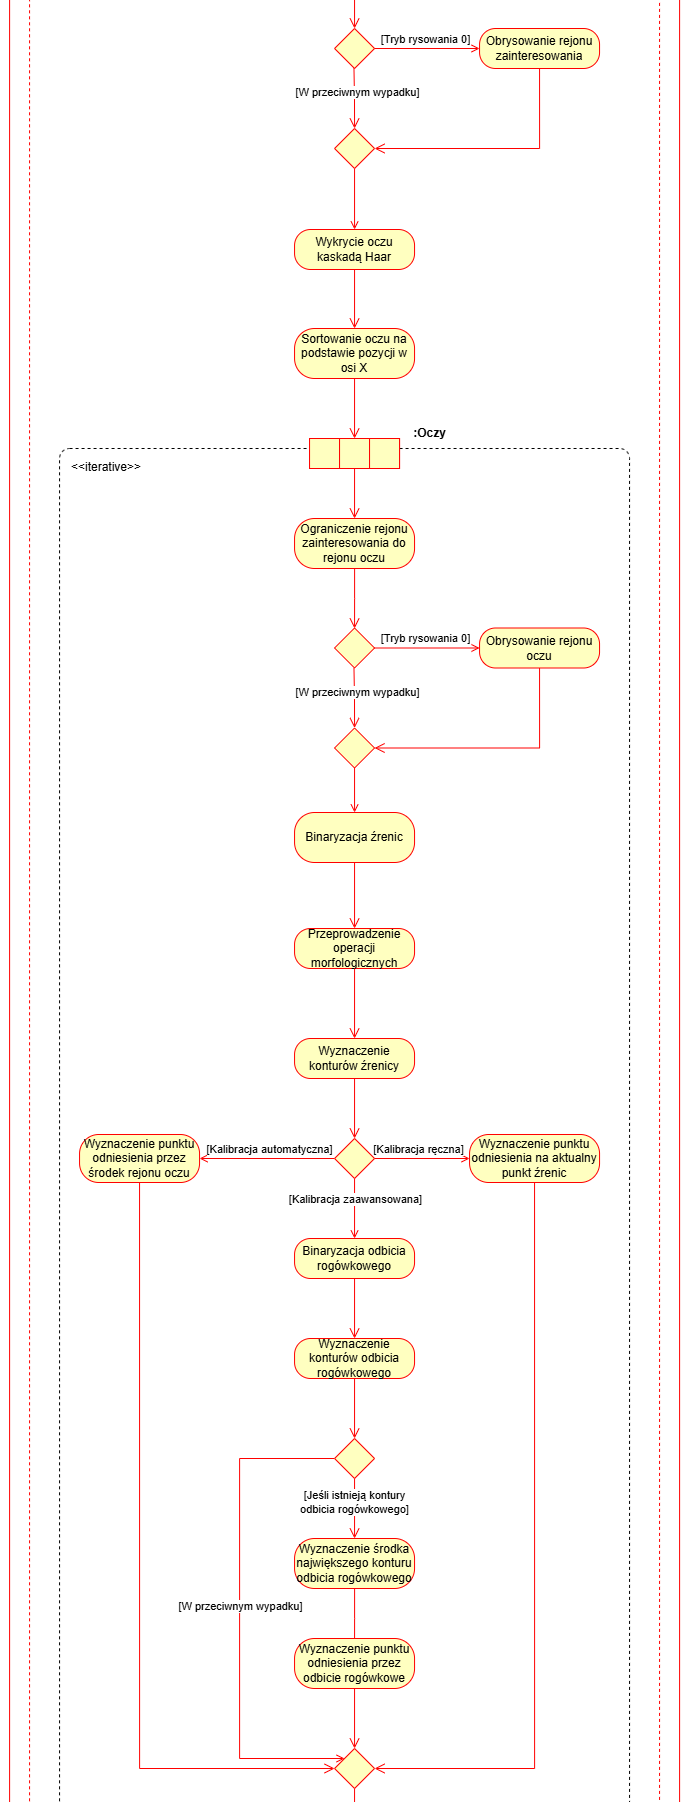 [Tryb rysowania 0]
Obrysowanie rejonu
zainteresowania
[W przeciwnym wypadku]
Wykrycie oczu
kaskadą Haar
Sortowanie oczu na
podstawie pozycji w
osi X
:Oczy
<<iterative>>
Ograniczenie rejonu
zainteresowania do
rejonu oczu
[Tryb rysowania 0]
Obrysowanie rejonu
oczu
[W przeciwnym wypadku]
Binaryzacja źrenic
Przeprowadzenie
operacji
morfologicznych
Wyznaczenie
konturów źrenicy
Wyznaczenie punktu
odniesienia przez
środek rejonu oczu
[Kalibracja automatyczna]
[Kalibracja ręczna]
Wyznaczenie punktu
odniesienia na aktualny
punkt źrenic
[Kalibracja zaawansowana]
Binaryzacja odbicia
rogówkowego
Wyznaczenie
konturów odbicia
rogówkowego
[Jeśli istnieją kontury
odbicia rogówkowego]
Wyznaczenie środka
największego konturu
odbicia rogówkowego
[W przeciwnym wypadku]
Wyznaczenie punktu
odniesienia przez
odbicie rogówkowe